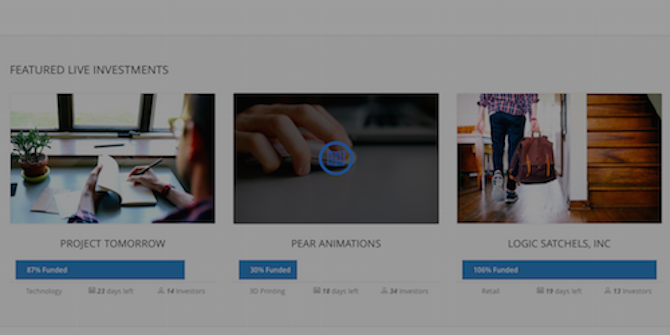 FEATURED LIVE INVESTMENTS
PROJECT TOMORROW
87% Funded
Technology 23 days left 14 Investors
PEAR ANIMATIONS
30% Funded
3D Printing 18 days left 34 Investors
LOGIC SATCHELS, INC
106% Funded
Retail 19 days left 13 Investors